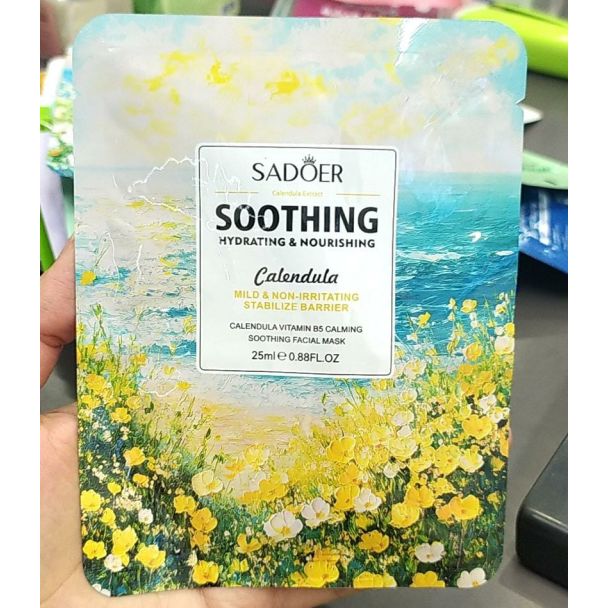 SADOER
Calendula Extract
SOOTHING
HYDRATING & NOURISHING
Calendula
MILD & NON-IRRITATING
STABILIZE BARRIER
CALENDULA VITAMIN B5 CALMING
SOOTHING FACIAL MASK
25ml ℮ 0.88FL.OZ